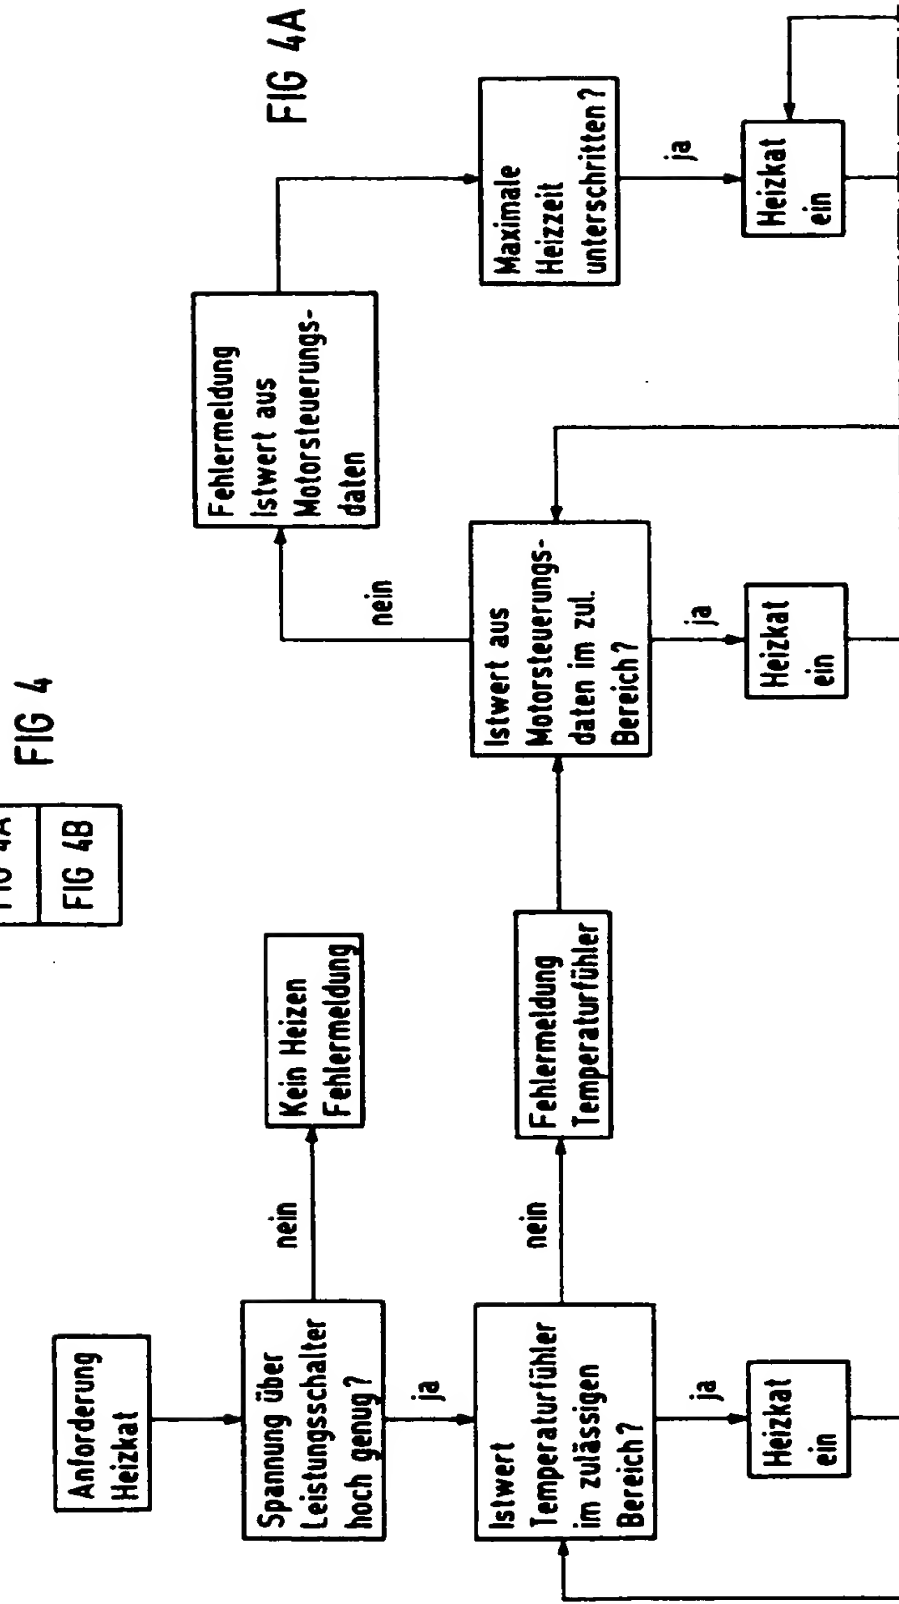 FIG 4A
FIG 4B
FIG 4
FIG 4A
Anforderung
Heizkat
Spannung über
Leistungsschalter
hoch genug?
nein
Kein Heizen
Fehlermeldung
ja
Istwert
Temperaturfühler
im zulässigen
Bereich?
nein
Fehlermeldung
Temperaturfühler
ja
Heizkat
ein
Istwert aus
Motorsteuerungs-
daten im zul.
Bereich?
nein
Fehlermeldung
Istwert aus
Motorsteuerungs-
daten
ja
Heizkat
ein
Maximale
Heizzeit
unterschritten?
ja
Heizkat
ein